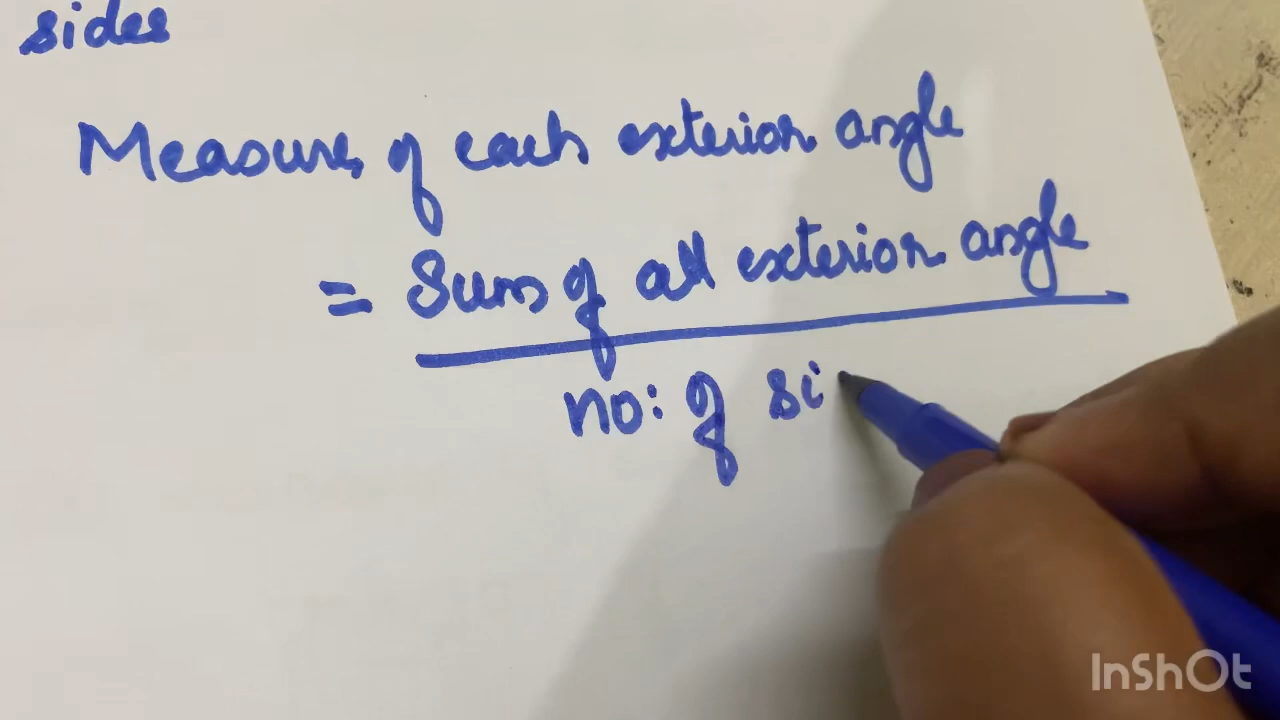 sides
Measure of each exterior angle
= Sum of all exterior angle
no: of si
InShOt